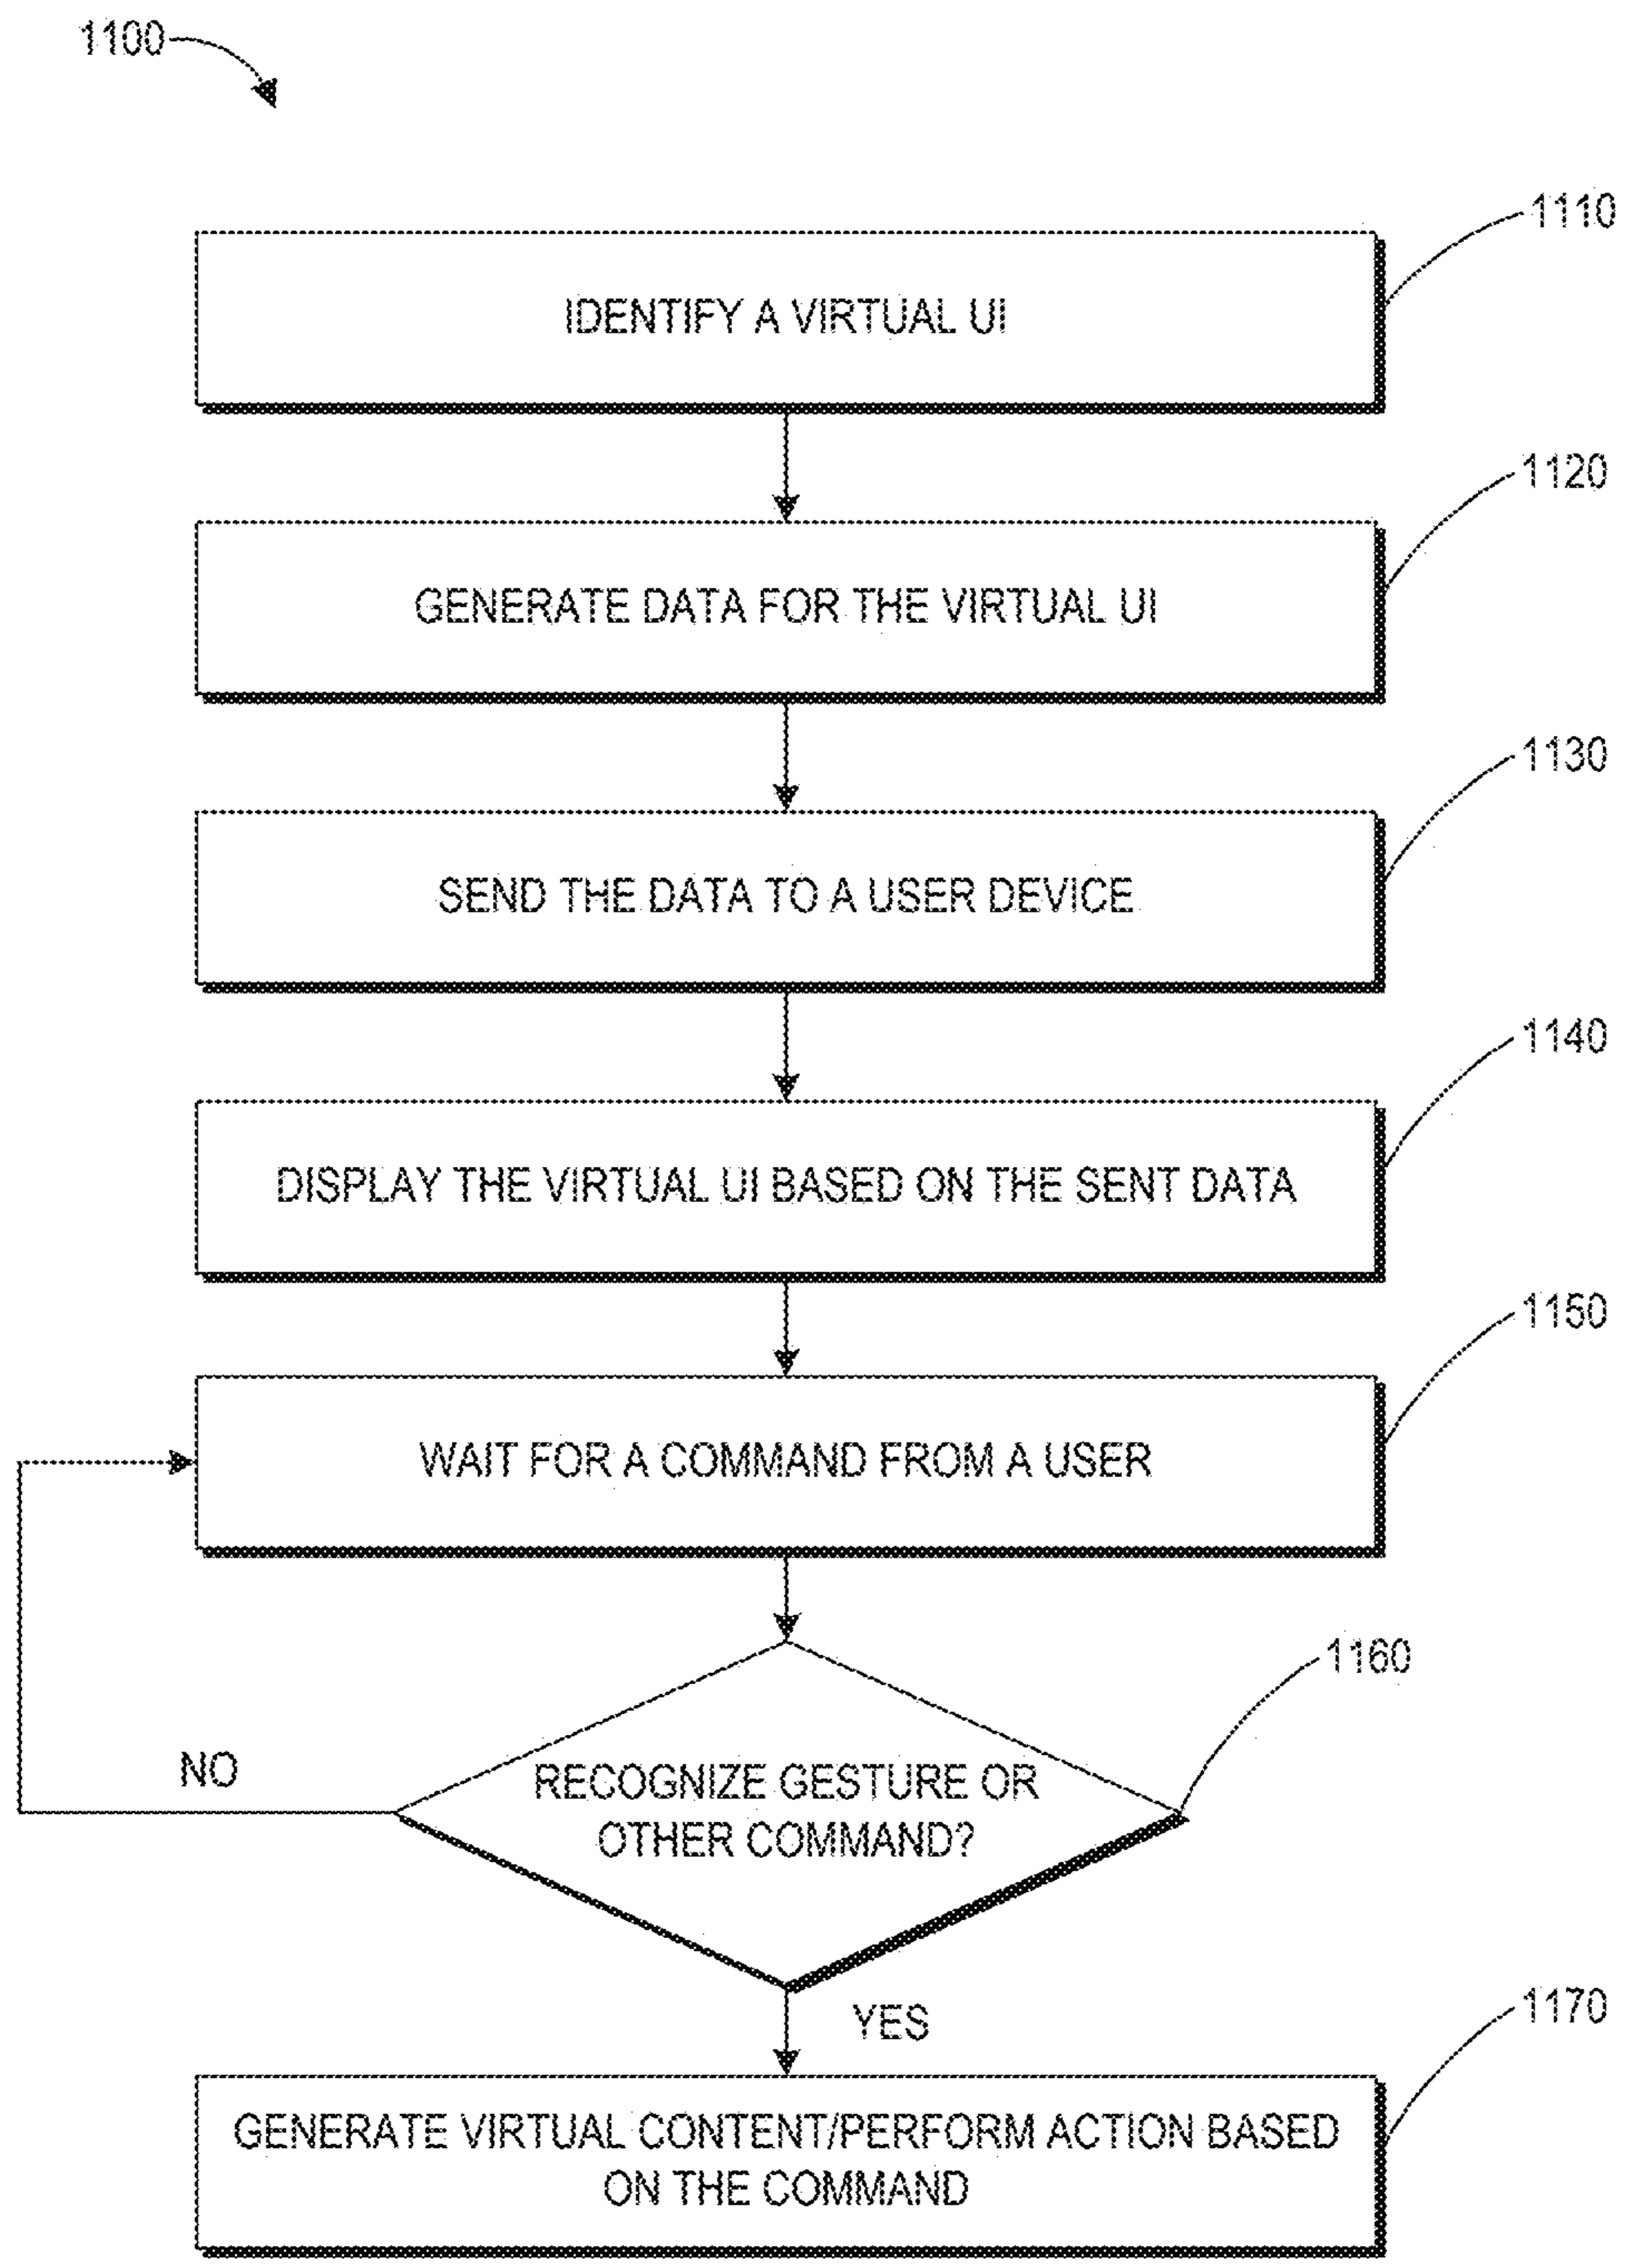 1100
1110
IDENTIFY A VIRTUAL UI
1120
GENERATE DATA FOR THE VIRTUAL UI
1130
SEND THE DATA TO A USER DEVICE
1140
DISPLAY THE VIRTUAL UI BASED ON THE SENT DATA
1150
WAIT FOR A COMMAND FROM A USER
1160
NO
RECOGNIZE GESTURE OR
OTHER COMMAND?
YES
1170
GENERATE VIRTUAL CONTENT/PERFORM ACTION BASED
ON THE COMMAND